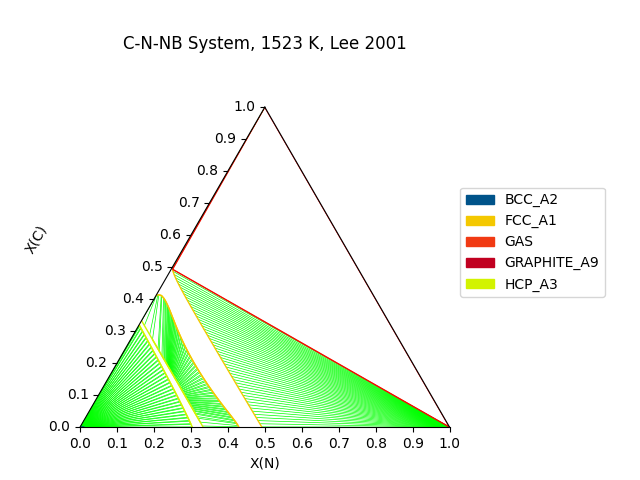 C-N-NB System, 1523 K, Lee 2001
1.0
0.9
0.8
0.7
0.6
0.5
0.4
0.3
0.2
0.1
0.0
X(C)
0.0 0.1 0.2 0.3 0.4 0.5 0.6 0.7 0.8 0.9 1.0
X(N)
BCC_A2
FCC_A1
GAS
GRAPHITE_A9
HCP_A3